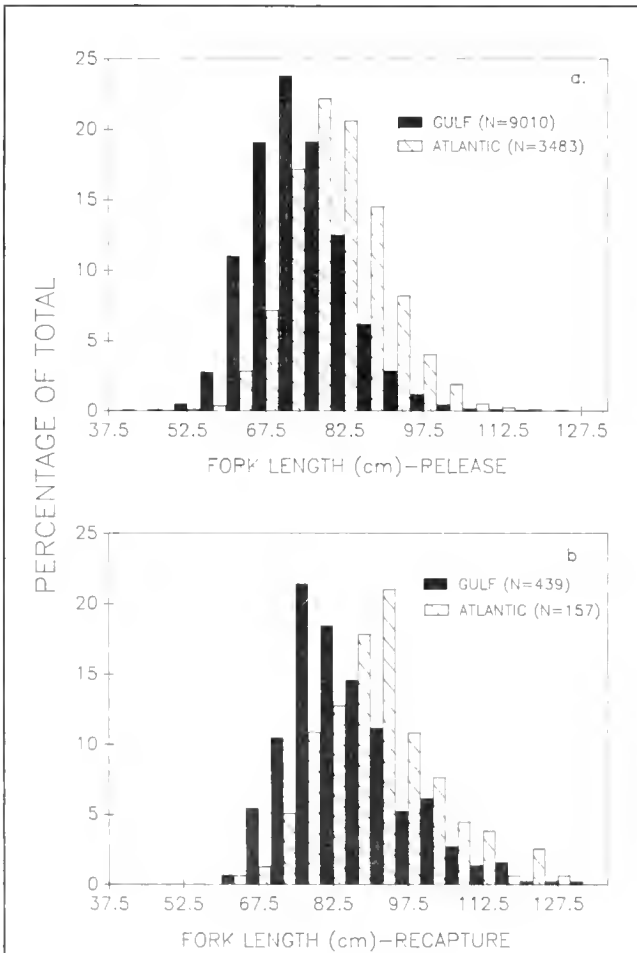 PERCENTAGE OF TOTAL
a.
25
20
15
10
5
0
GULF (N=9010)
ATLANTIC (N=3483)
37.5 52.5 67.5 82.5 97.5 112.5 127.5
FORK LENGTH (cm)-RELEASE
b
25
20
15
10
5
0
GULF (N=439)
ATLANTIC (N=157)
37.5 52.5 67.5 82.5 97.5 112.5 127.5
FORK LENGTH (cm)-RECAPTURE